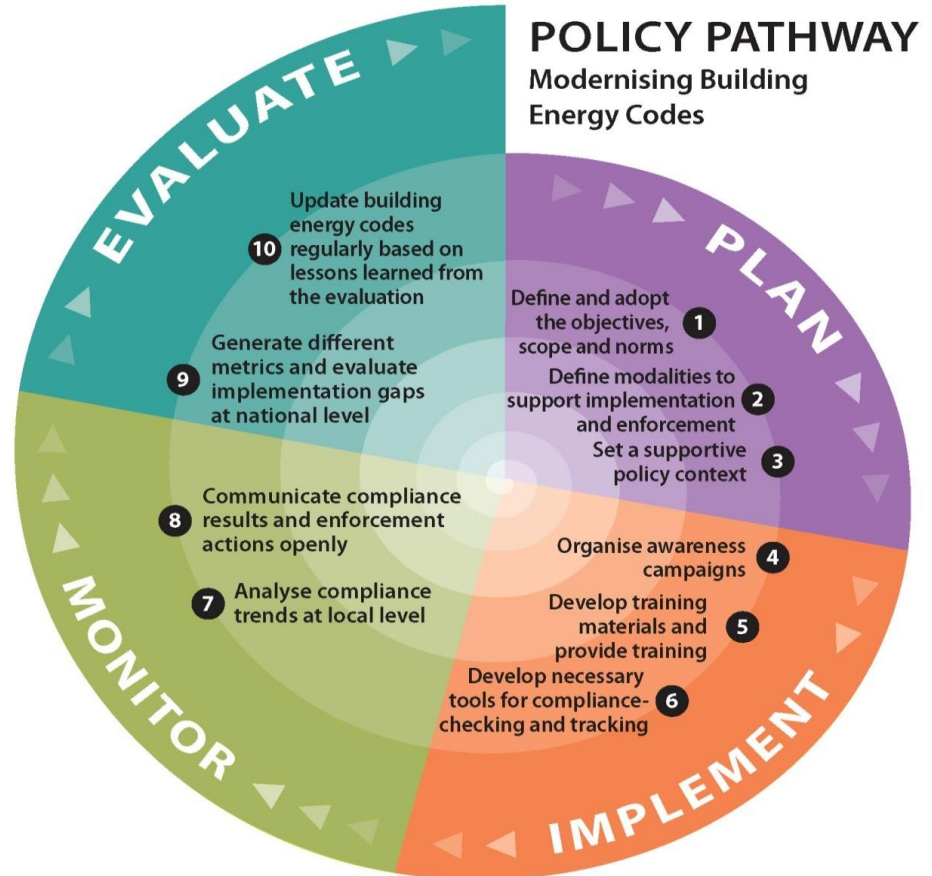 POLICY PATHWAY
Modernising Building
Energy Codes
PLAN
1
Define and adopt
the objectives,
scope and norms
2
Define modalities to
support implementation
and enforcement
3
Set a supportive
policy context
IMPLEMENT
4
Organise awareness
campaigns
5
Develop training
materials and
provide training
6
Develop necessary
tools for compliance-
checking and tracking
MONITOR
7
Analyse compliance
trends at local level
8
Communicate compliance
results and enforcement
actions openly
EVALUATE
9
Generate different
metrics and evaluate
implementation gaps
at national level
10
Update building
energy codes
regularly based on
lessons learned from
the evaluation